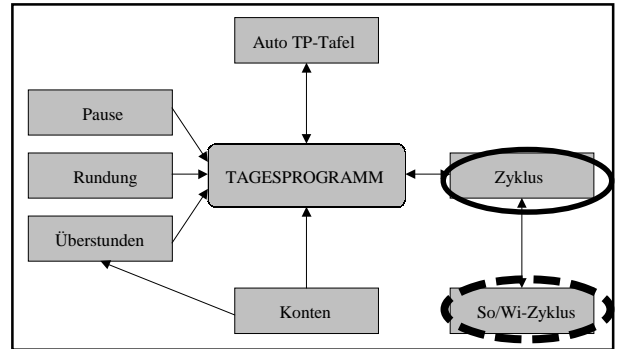 Auto TP-Tafel
Pause
Rundung
TAGESPROGRAMM
Zyklus
Überstunden
Konten
So/Wi-Zyklus